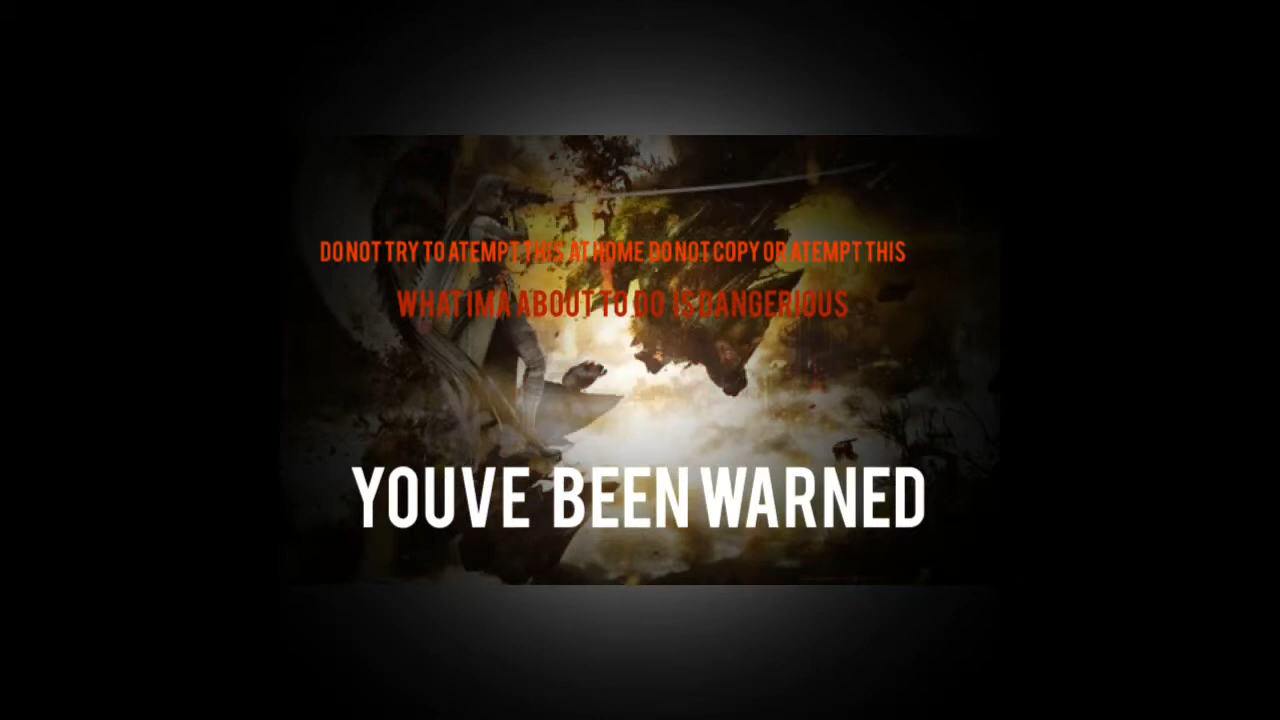 DO NOT TRY TO ATEMPT THIS AT HOME DO NOT COPY OR ATEMPT THIS
WHAT IMA ABOUT TO DO IS DANGERIOUS
YOUVE BEEN WARNED